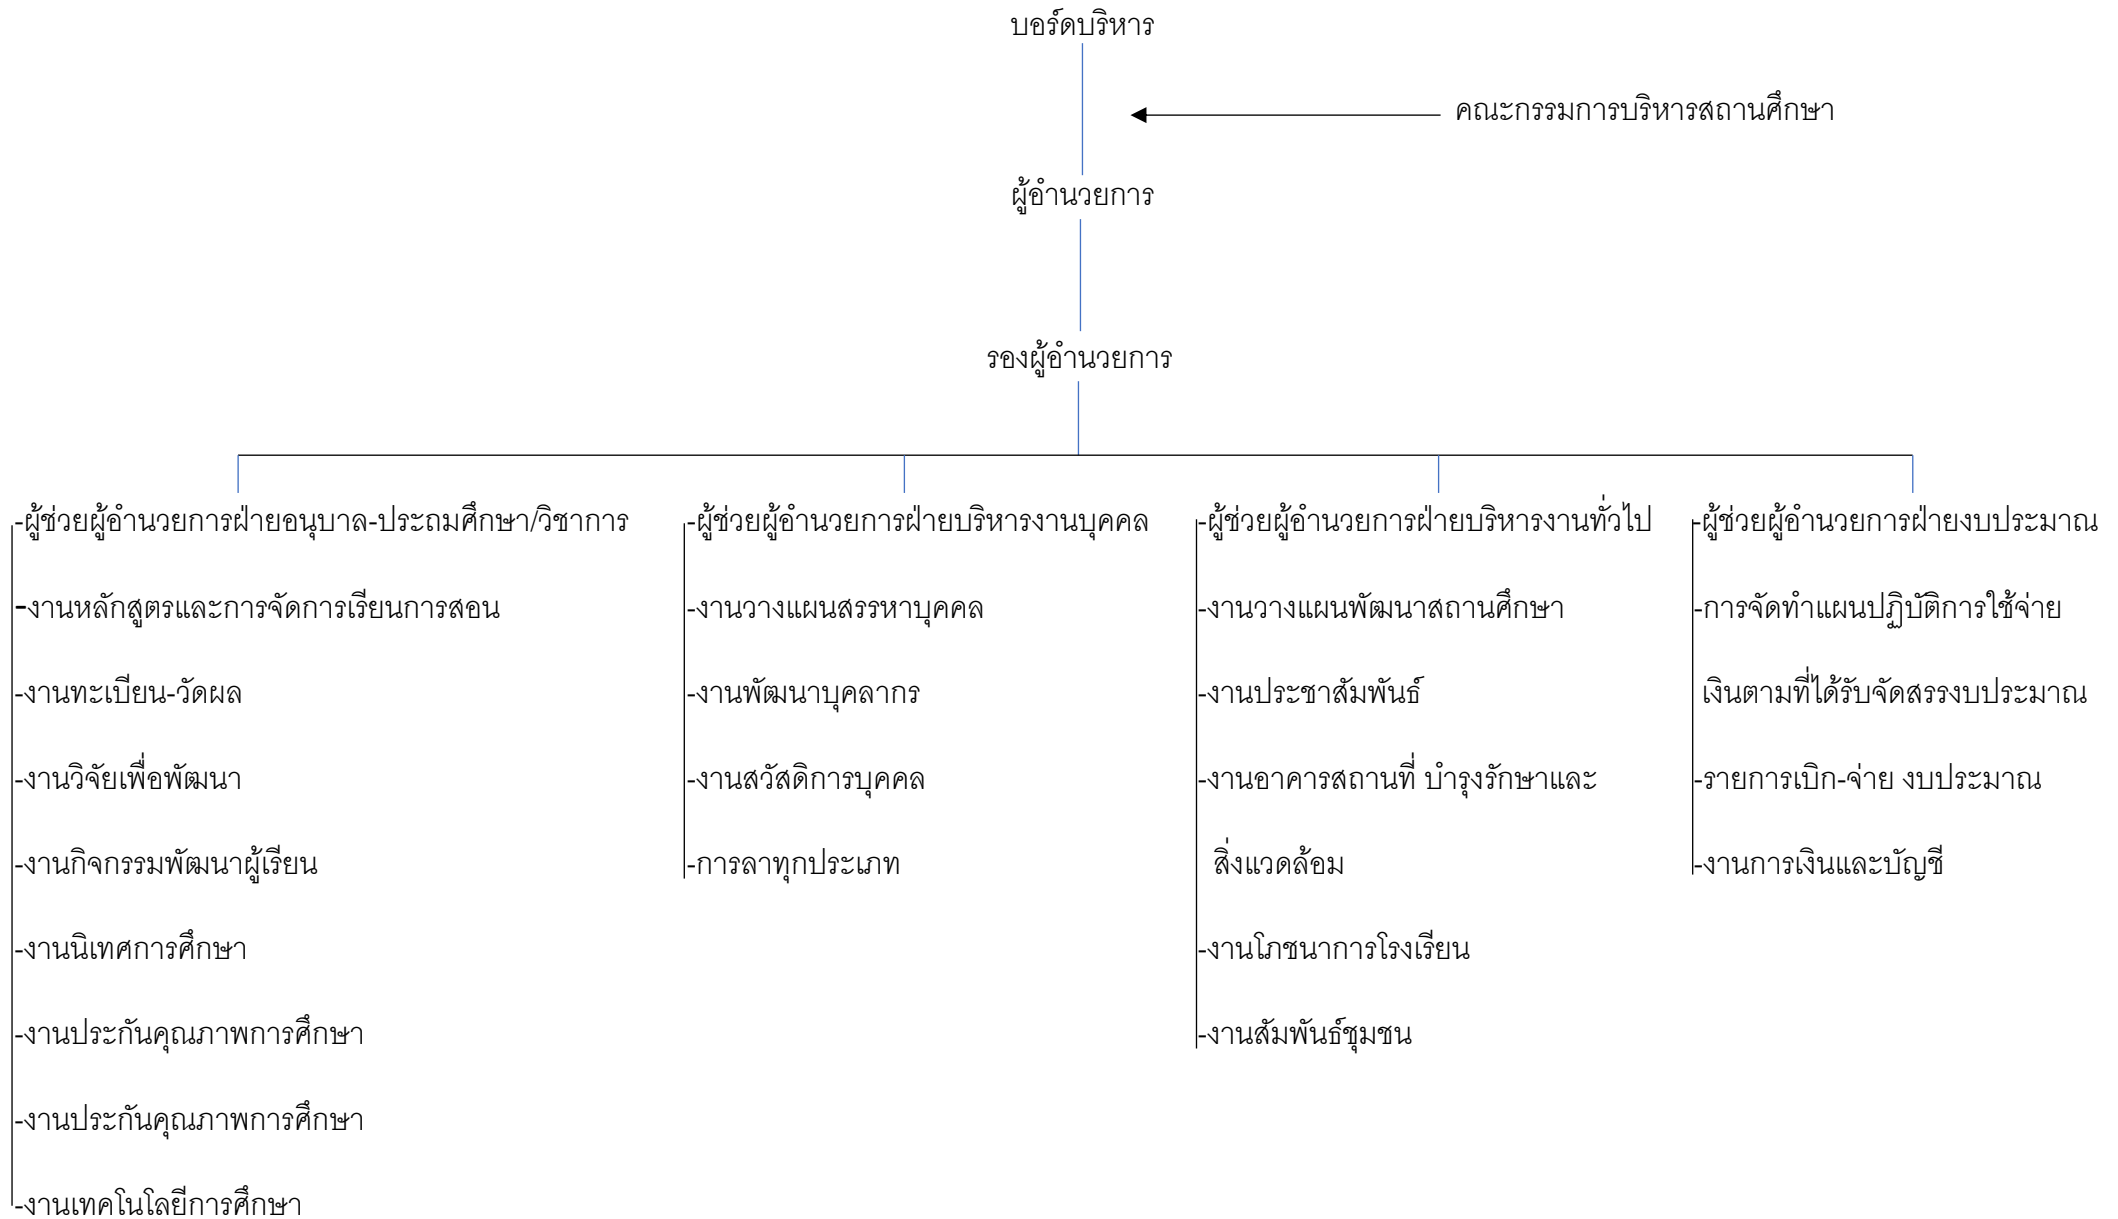 บอร์ดบริหาร
คณะกรรมการบริหารสถานศึกษา
ผู้อำนวยการ
รองผู้อำนวยการ
-ผู้ช่วยผู้อำนวยการฝ่ายอนุบาล-ประถมศึกษา/วิชาการ
-งานหลักสูตรและการจัดการเรียนการสอน
-งานทะเบียน-วัดผล
-งานวิจัยเพื่อพัฒนา
-งานกิจกรรมพัฒนาผู้เรียน
-งานนิเทศการศึกษา
-งานประกันคุณภาพการศึกษา
-งานประกันคุณภาพการศึกษา
-งานเทคโนโลยีการศึกษา
-ผู้ช่วยผู้อำนวยการฝ่ายบริหารงานบุคคล
-งานวางแผนสรรหาบุคคล
-งานพัฒนาบุคลากร
-งานสวัสดิการบุคคล
-การลาทุกประเภท
-ผู้ช่วยผู้อำนวยการฝ่ายบริหารงานทั่วไป
-งานวางแผนพัฒนาสถานศึกษา
-งานประชาสัมพันธ์
-งานอาคารสถานที่ บำรุงรักษาและ
สิ่งแวดล้อม
-งานโภชนาการโรงเรียน
-งานสัมพันธ์ชุมชน
-ผู้ช่วยผู้อำนวยการฝ่ายงบประมาณ
-การจัดทำแผนปฏิบัติการใช้จ่าย
เงินตามที่ได้รับจัดสรรงบประมาณ
-รายการเบิก-จ่าย งบประมาณ
-งานการเงินและบัญชี